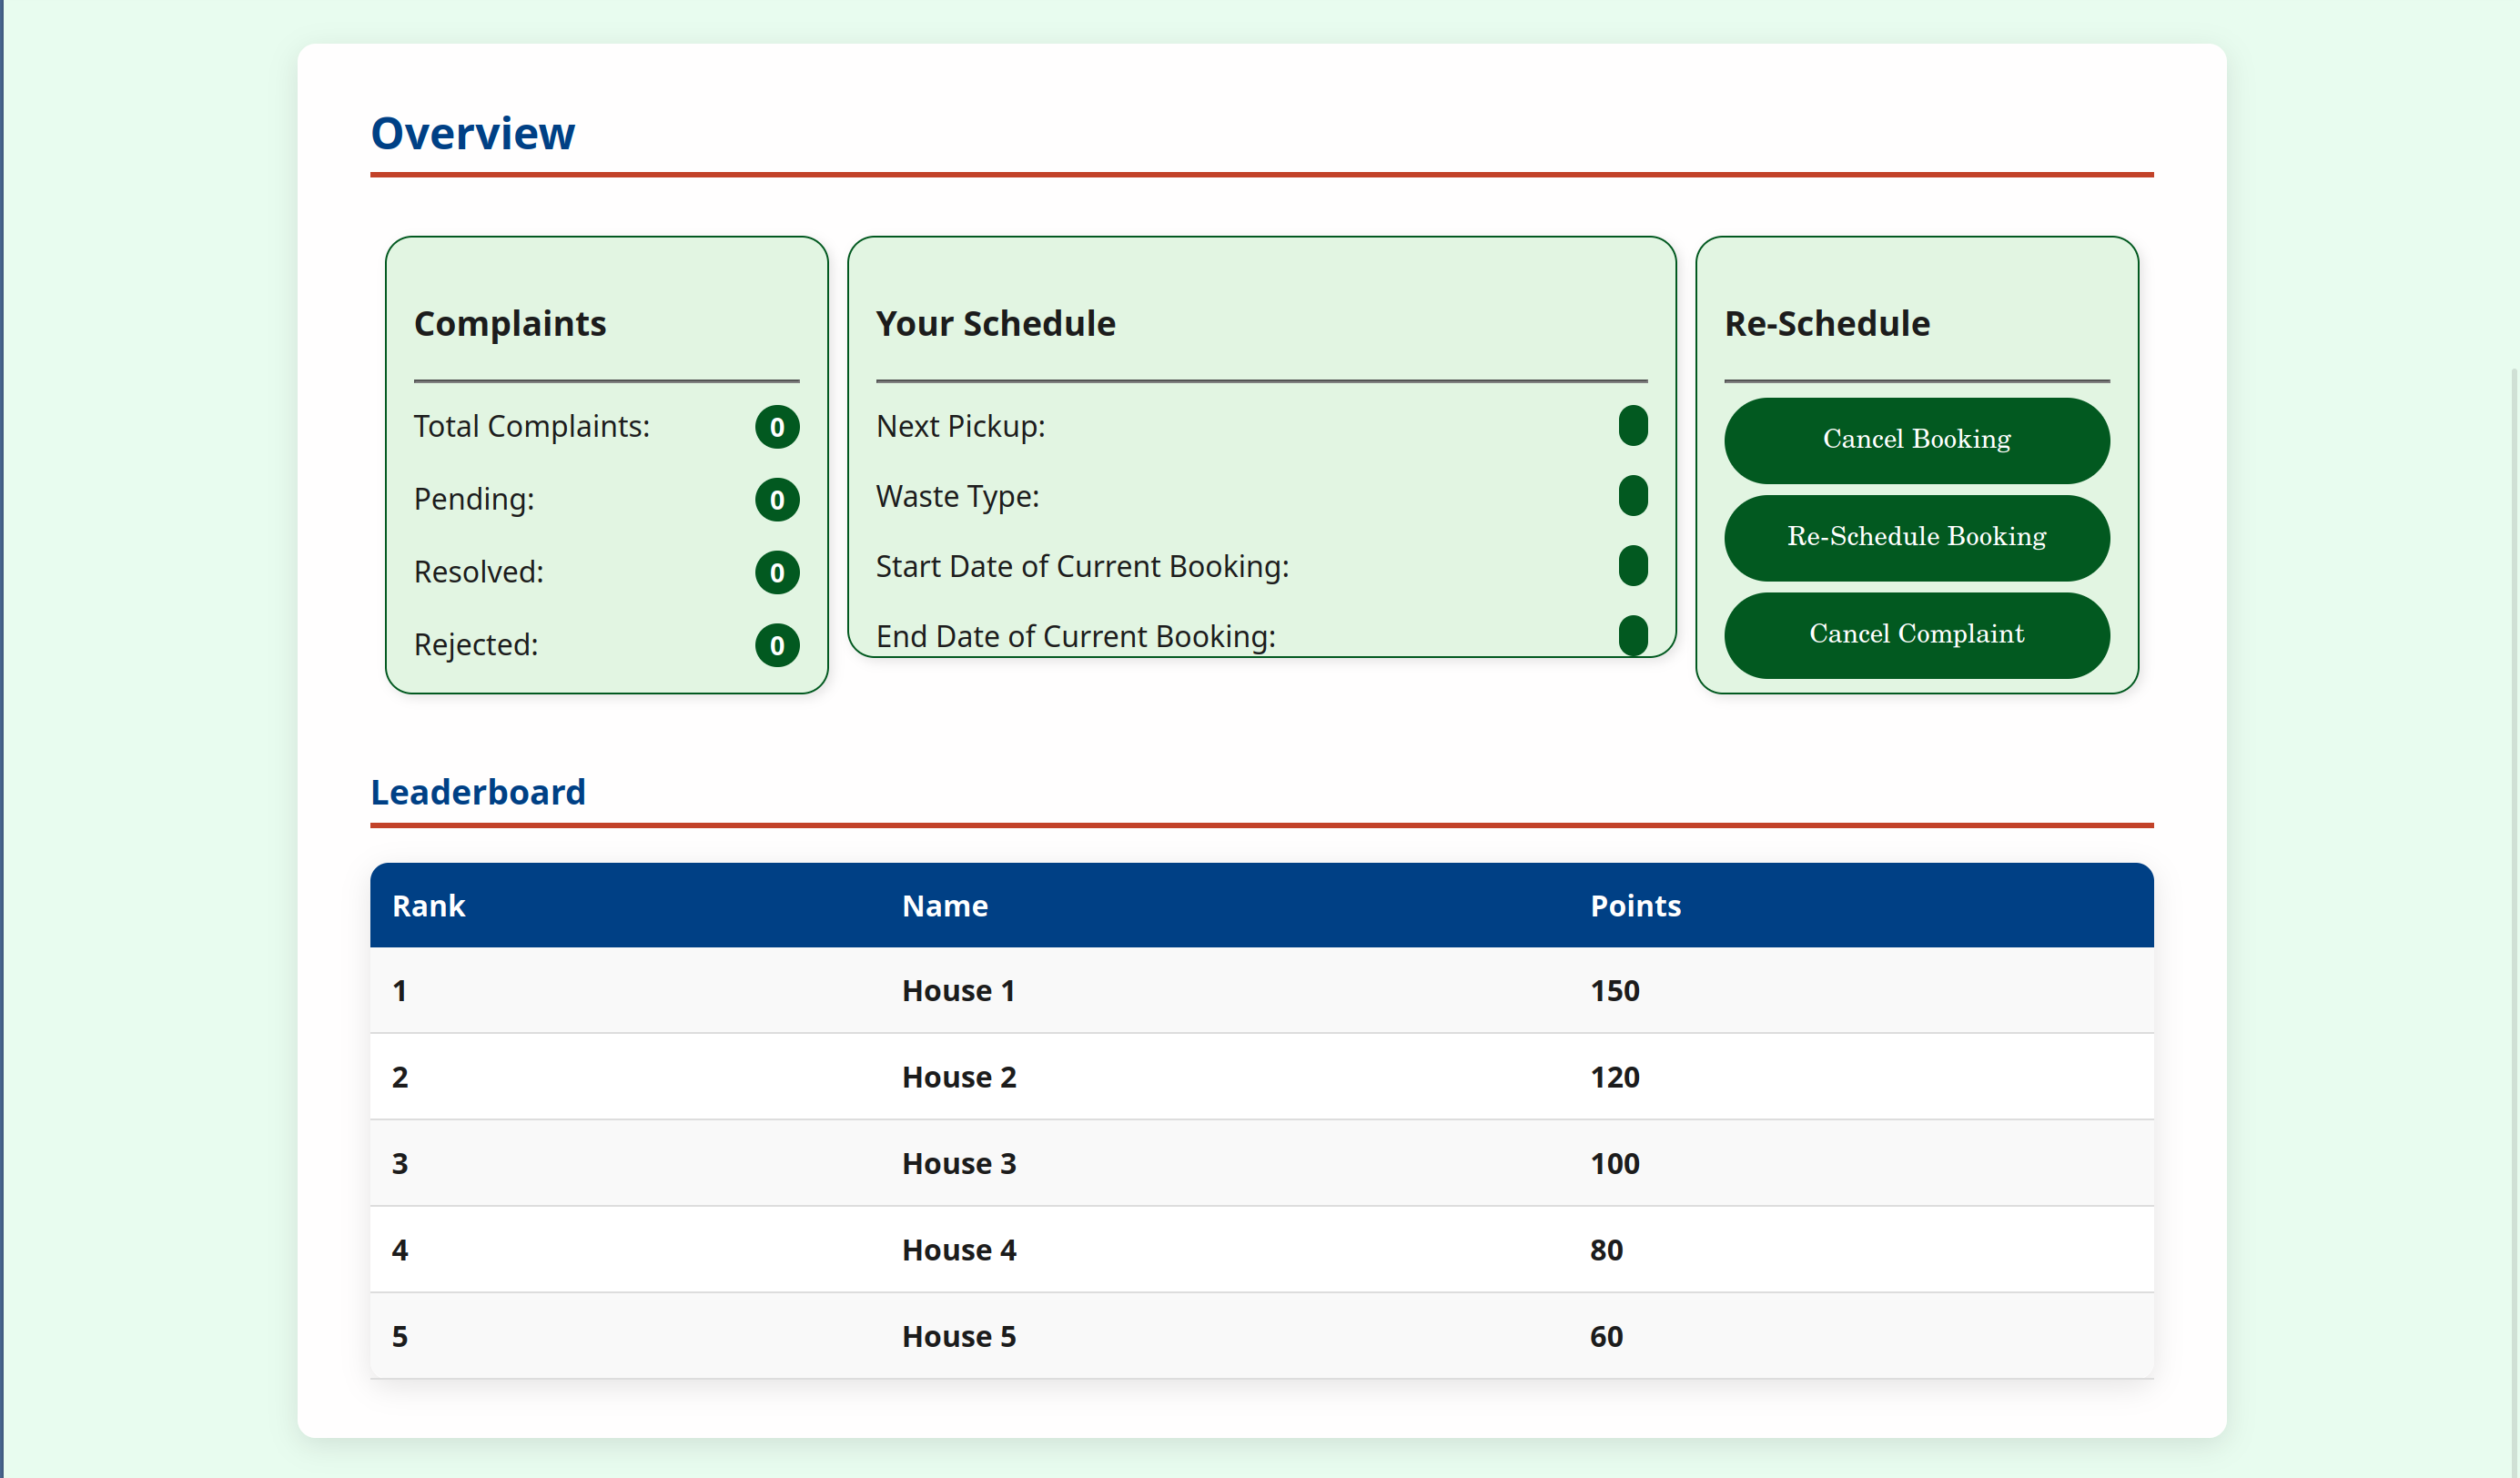 Overview
Complaints
Total Complaints: 0
Pending: 0
Resolved: 0
Rejected: 0
Your Schedule
Next Pickup:
Waste Type:
Start Date of Current Booking:
End Date of Current Booking:
Re-Schedule
Cancel Booking
Re-Schedule Booking
Cancel Complaint
Leaderboard
Rank Name Points
1 House 1 150
2 House 2 120
3 House 3 100
4 House 4 80
5 House 5 60